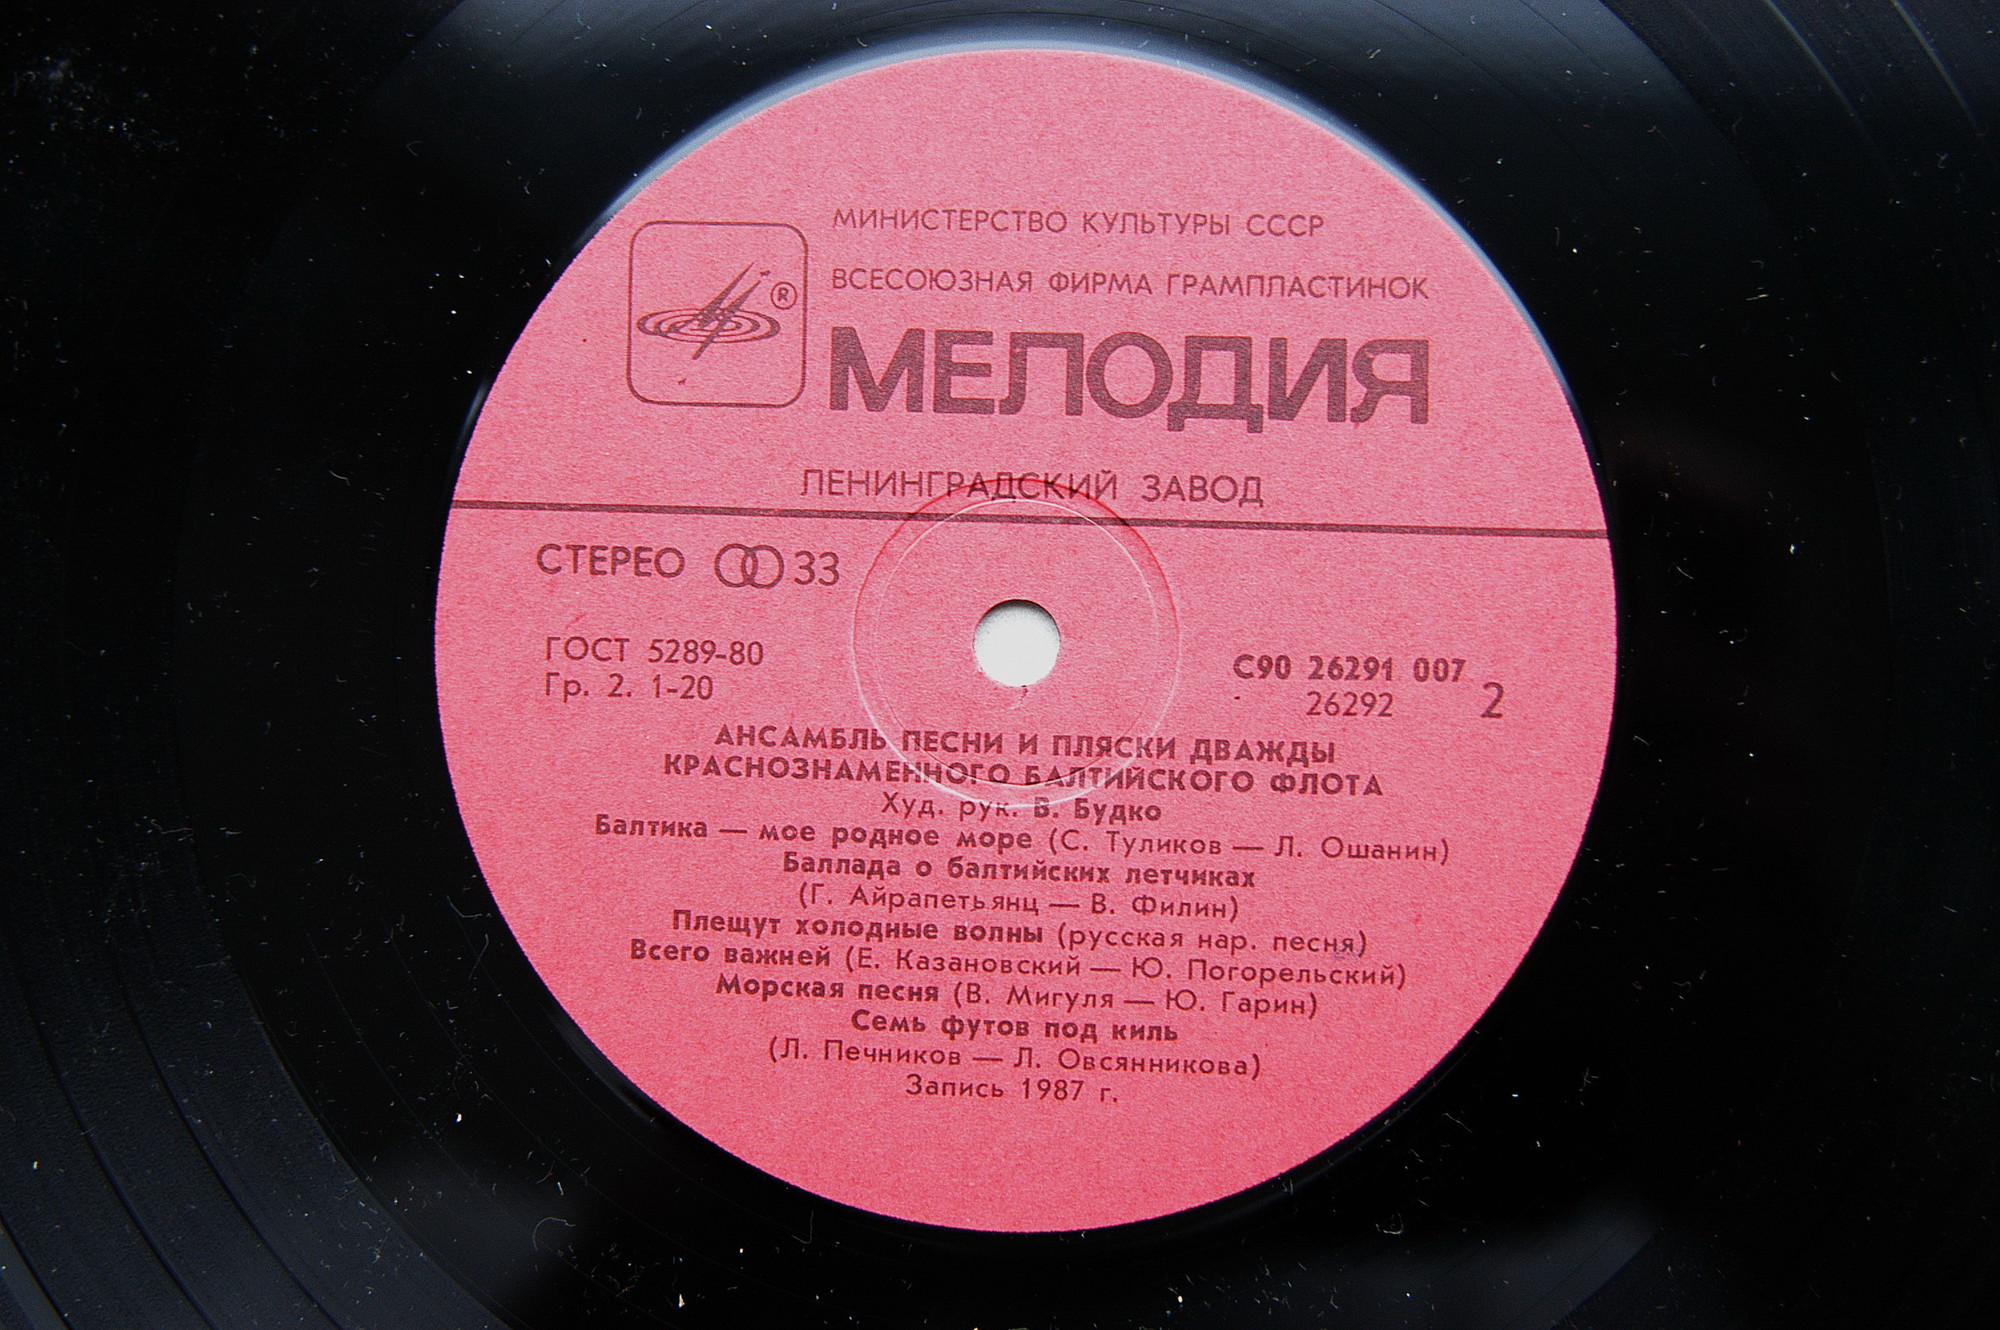 МИНИСТЕРСТВО КУЛЬТУРЫ СССР
ВСЕСОЮЗНАЯ ФИРМА ГРАМПЛАСТИНОК
®
МЕЛОДИЯ
ЛЕНИНГРАДСКИЙ ЗАВОД
СТЕРЕО 33
ГОСТ 5289-80
Гр. 2. 1-20
С90 26291 007
26292 2
АНСАМБЛЬ ПЕСНИ И ПЛЯСКИ ДВАЖДЫ
КРАСНОЗНАМЕННОГО БАЛТИЙСКОГО ФЛОТА
Худ. рук. В. Будко
Балтика — мое родное море (С. Туликов — Л. Ошанин)
Баллада о балтийских летчиках
(Г. Айрапетьянц — В. Филин)
Плещут холодные волны (русская нар. песня)
Всего важней (Е. Казановский — Ю. Погорельский)
Морская песня (В. Мигуля — Ю. Гарин)
Семь футов под киль
(Л. Печников — Л. Овсянникова)
Запись 1987 г.